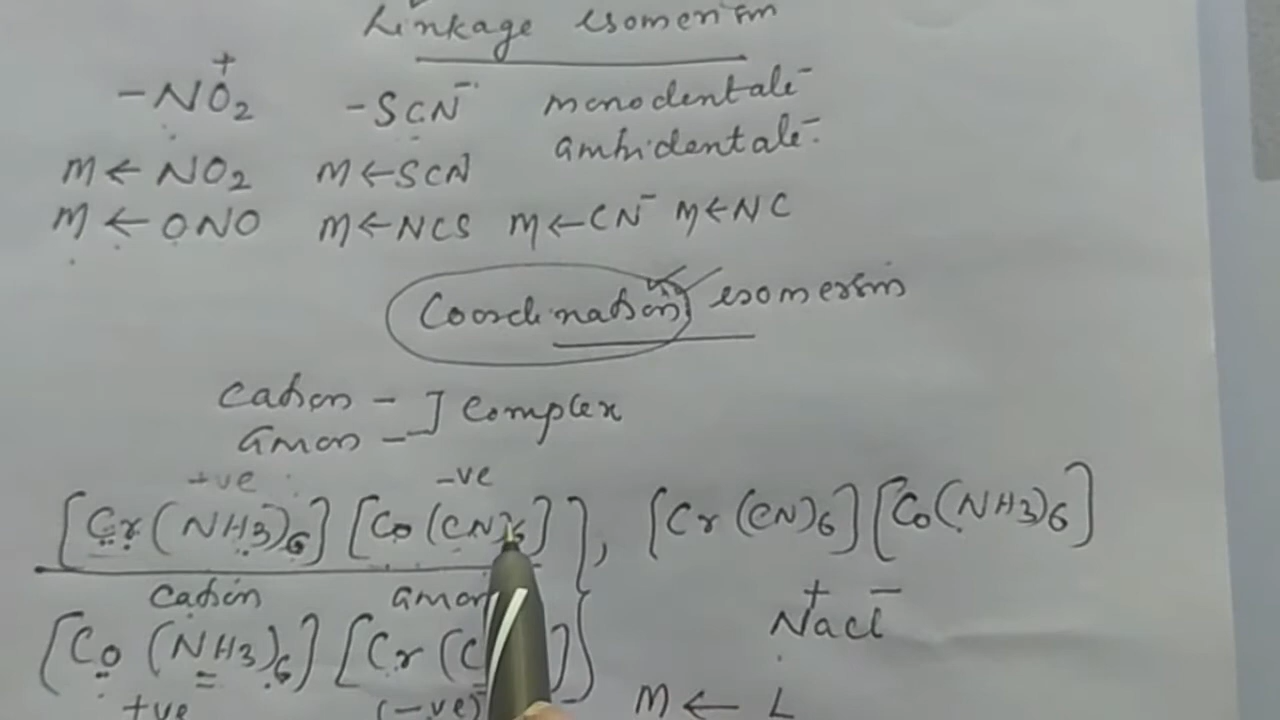 Linkage isomerism
-NO2+ -SCN- monodentate
ambidentate
M ← NO2 M ← SCN
M ← ONO M ← NCS M ← CN- M ← NC
Coordination isomerism
cation - ] complex
anion -
+ve -ve
[Cr(NH3)6] [Co(CN)6] }, [Cr(CN)6] [Co(NH3)6]
cation anion
Na+Cl-
[Co(NH3)6] [Cr(C ]
+ve (-ve) M ← L